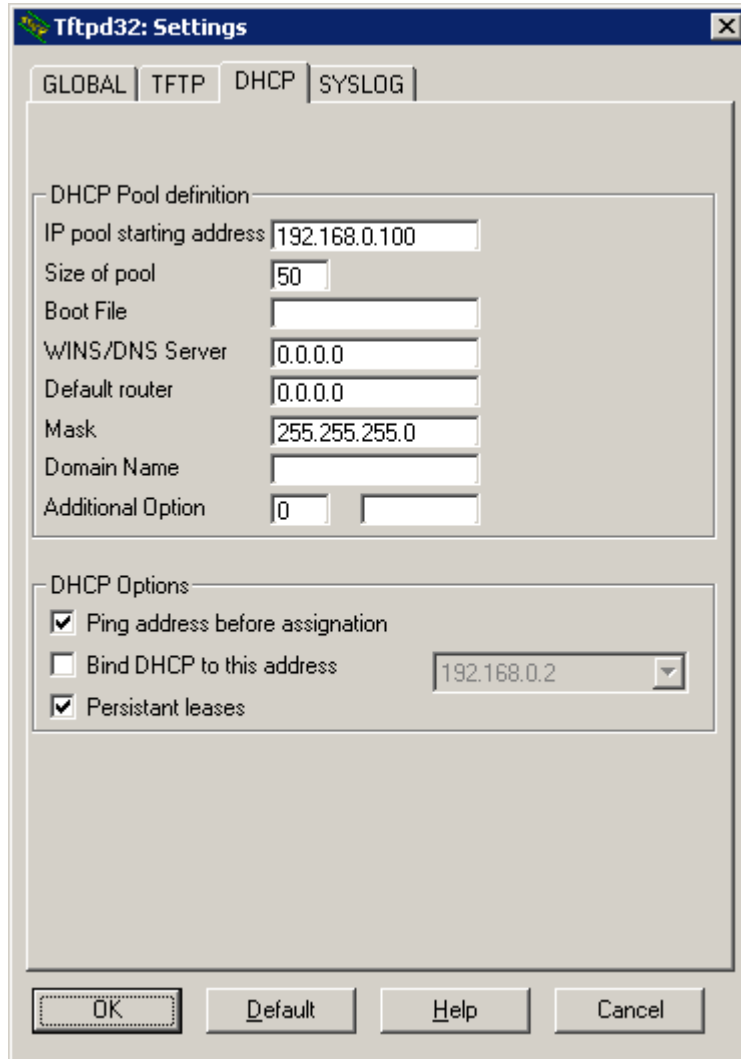 Tftpd32: Settings
GLOBAL TFTP DHCP SYSLOG
DHCP Pool definition
IP pool starting address 192.168.0.100
Size of pool 50
Boot File
WINS/DNS Server 0.0.0.0
Default router 0.0.0.0
Mask 255.255.255.0
Domain Name
Additional Option 0
DHCP Options
Ping address before assignation
Bind DHCP to this address 192.168.0.2
Persistant leases
OK Default Help Cancel